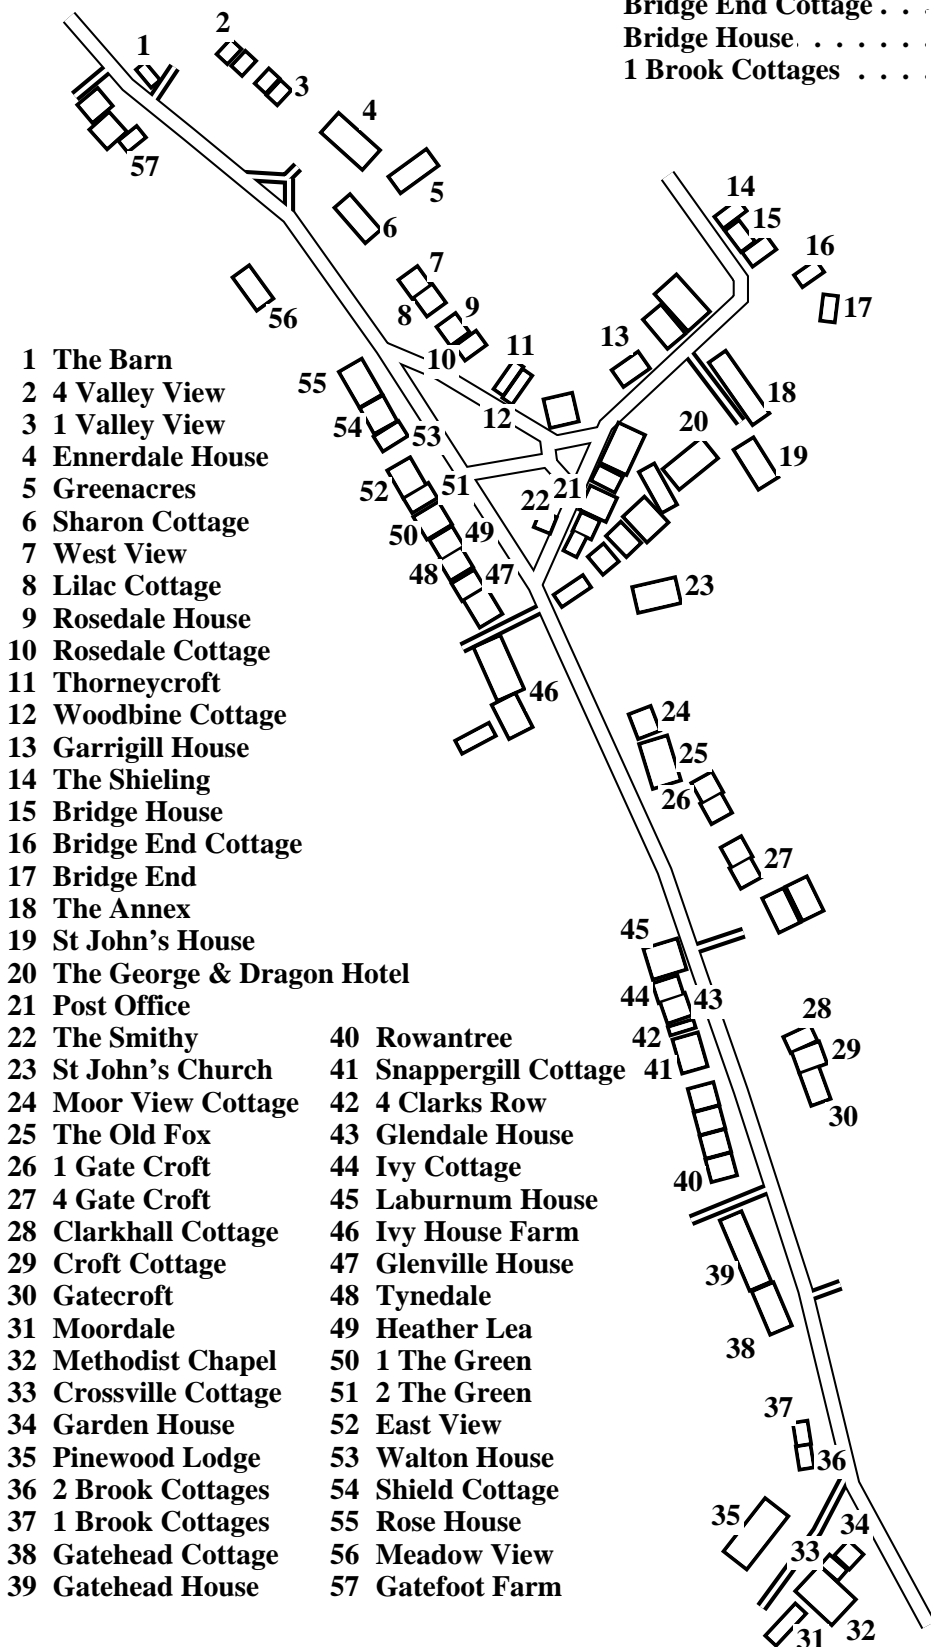 Bridge End Cottage . . .
Bridge House. . . . . . .
1 Brook Cottages . . . .
1
2
3
4
57
5
14
15
6
16
7
56
8
9
17
13
10
11
55
18
12
54
53
20
19
51
21
52
22
50
49
48
47
23
46
24
25
26
27
45
44
43
28
42
29
41
30
40
39
38
37
36
35
34
33
32
31
1 The Barn
2 4 Valley View
3 1 Valley View
4 Ennerdale House
5 Greenacres
6 Sharon Cottage
7 West View
8 Lilac Cottage
9 Rosedale House
10 Rosedale Cottage
11 Thorneycroft
12 Woodbine Cottage
13 Garrigill House
14 The Shieling
15 Bridge House
16 Bridge End Cottage
17 Bridge End
18 The Annex
19 St John's House
20 The George & Dragon Hotel
21 Post Office
22 The Smithy
23 St John's Church
24 Moor View Cottage
25 The Old Fox
26 1 Gate Croft
27 4 Gate Croft
28 Clarkhall Cottage
29 Croft Cottage
30 Gatecroft
31 Moordale
32 Methodist Chapel
33 Crossville Cottage
34 Garden House
35 Pinewood Lodge
36 2 Brook Cottages
37 1 Brook Cottages
38 Gatehead Cottage
39 Gatehead House
40 Rowantree
41 Snappergill Cottage
42 4 Clarks Row
43 Glendale House
44 Ivy Cottage
45 Laburnum House
46 Ivy House Farm
47 Glenville House
48 Tynedale
49 Heather Lea
50 1 The Green
51 2 The Green
52 East View
53 Walton House
54 Shield Cottage
55 Rose House
56 Meadow View
57 Gatefoot Farm